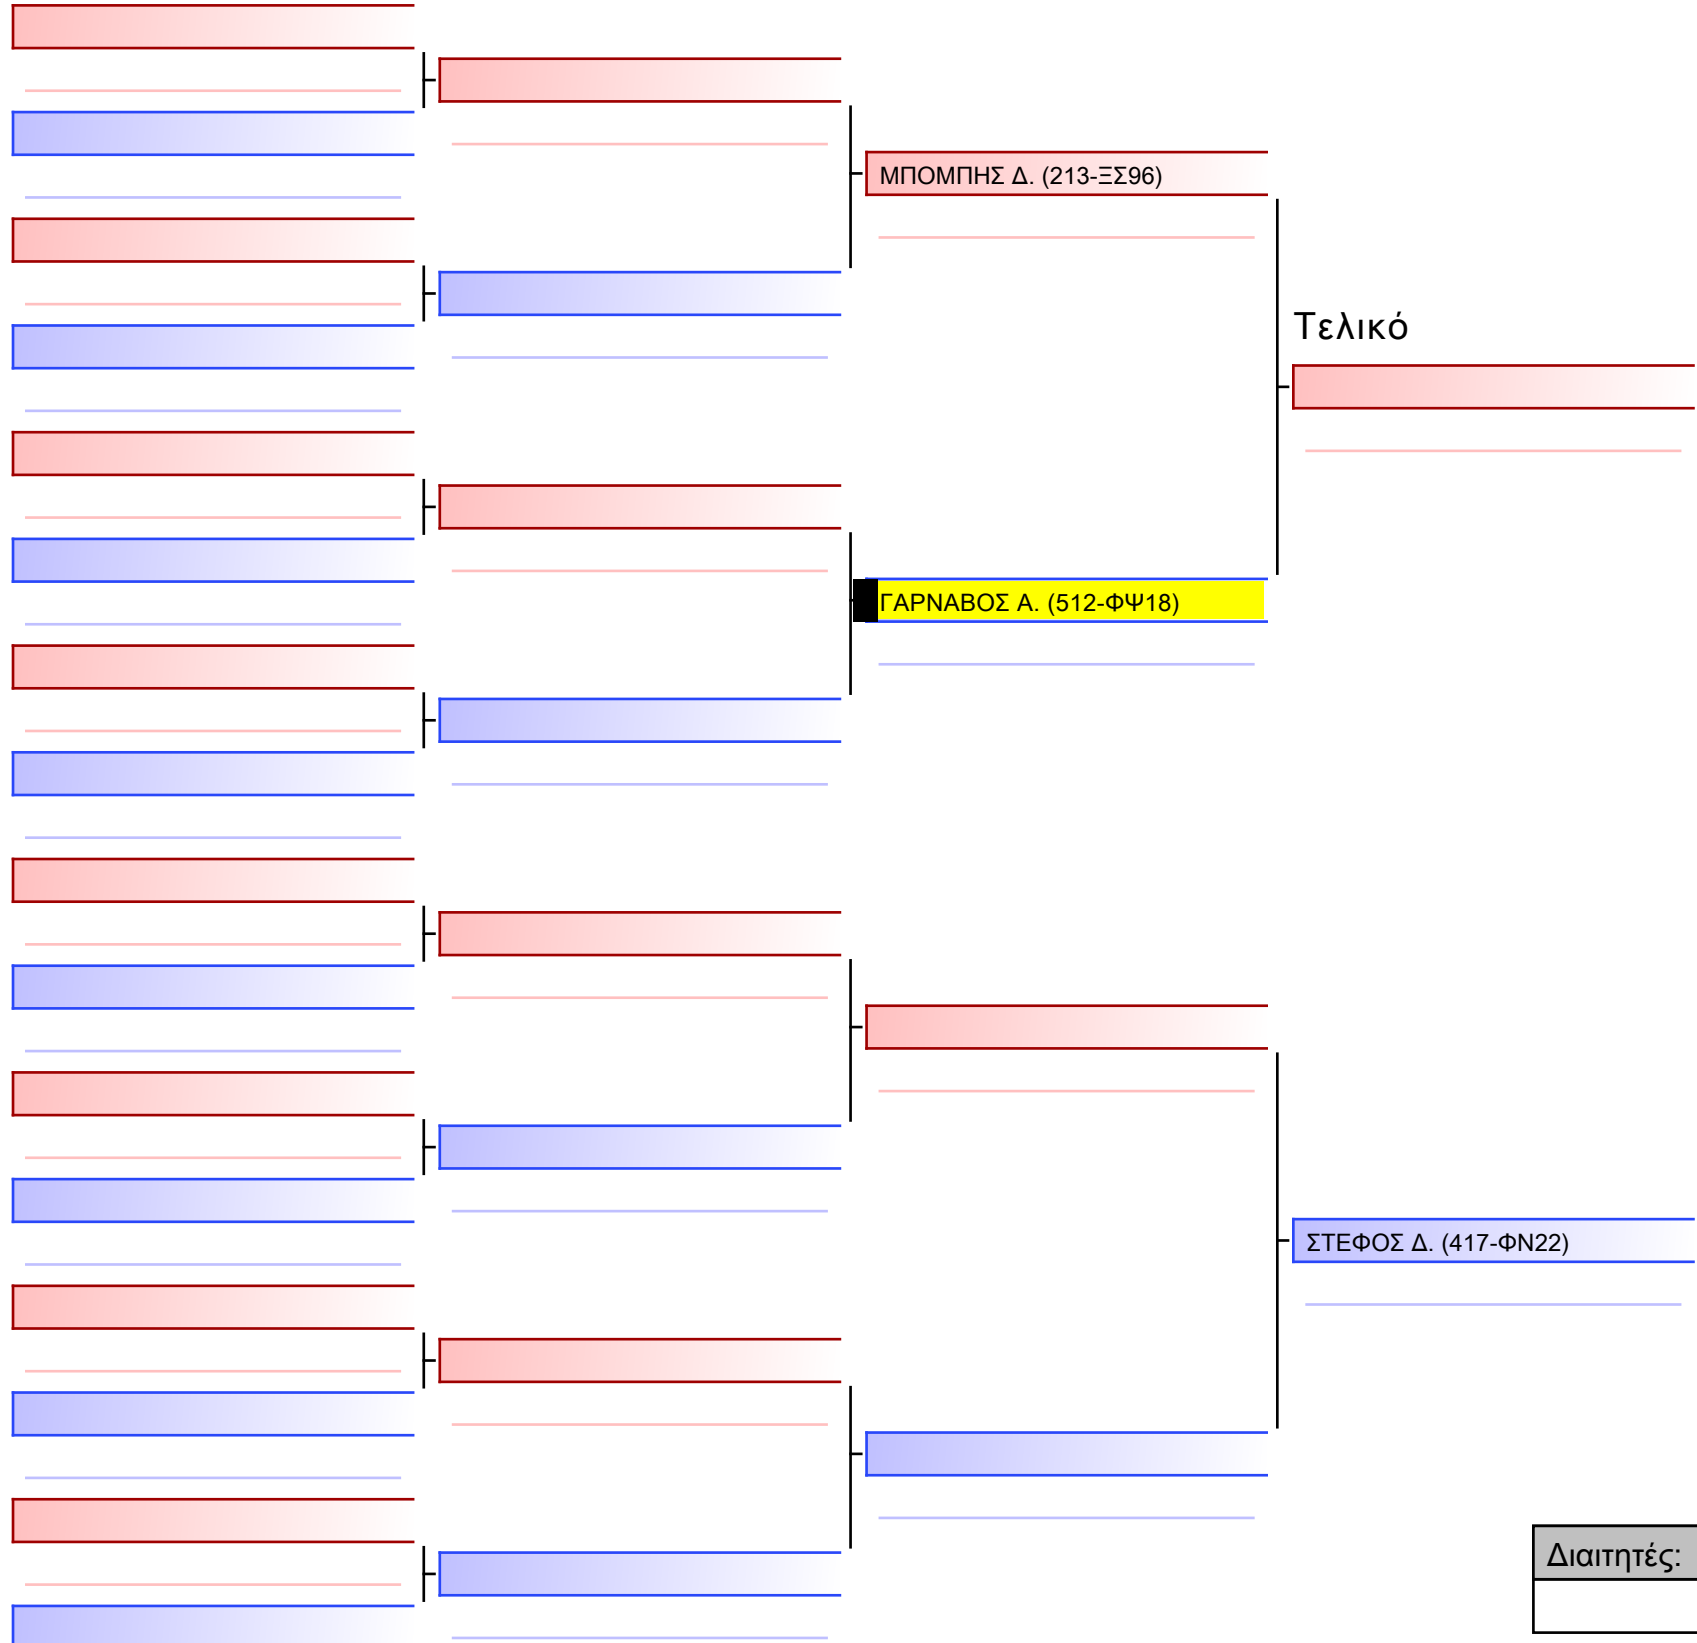 ΜΠΟΜΠΗΣ Δ. (213-ΞΣ96)
Τελικό
ΓΑΡΝΑΒΟΣ Α. (512-ΦΨ18)
ΣΤΕΦΟΣ Δ. (417-ΦΝ22)
Διαιτητές: